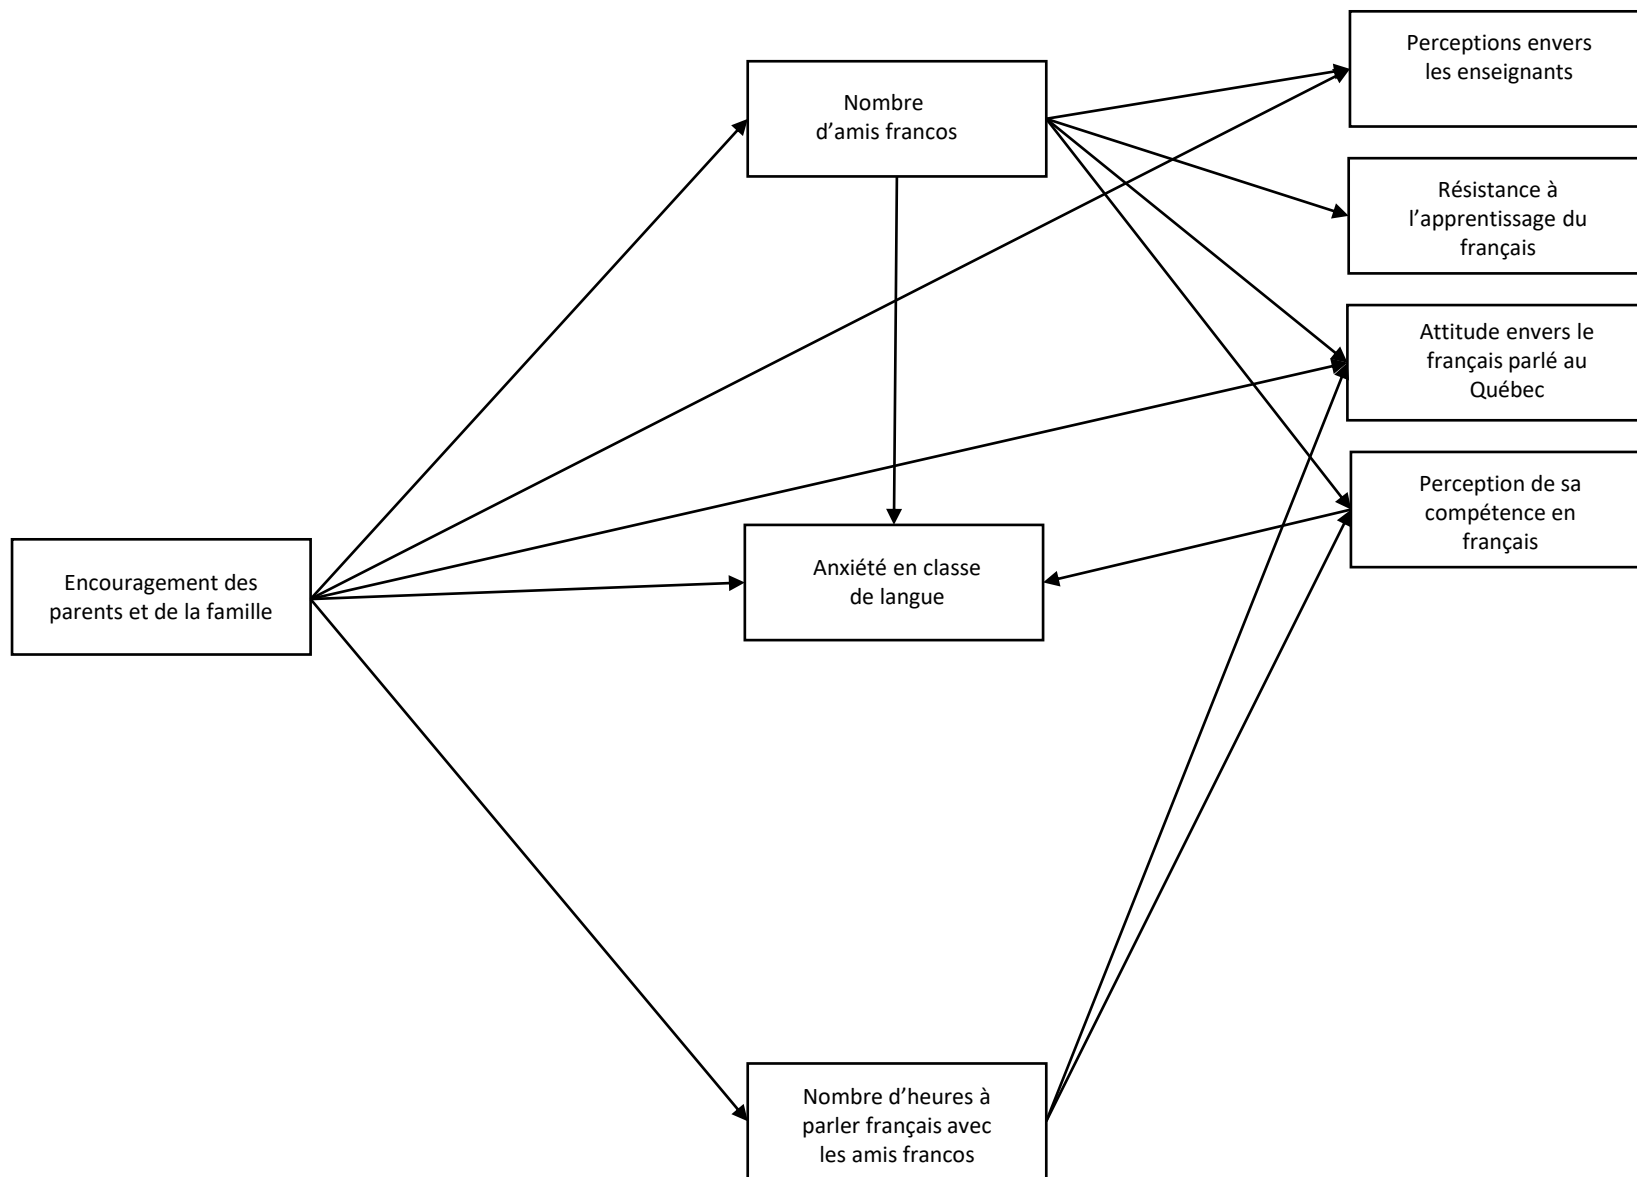 Perceptions envers
les enseignants
Nombre
d’amis francos
Résistance à
l’apprentissage du
français
Attitude envers le
français parlé au
Québec
Perception de sa
compétence en
français
Encouragement des
parents et de la famille
Anxiété en classe
de langue
Nombre d’heures à
parler français avec
les amis francos